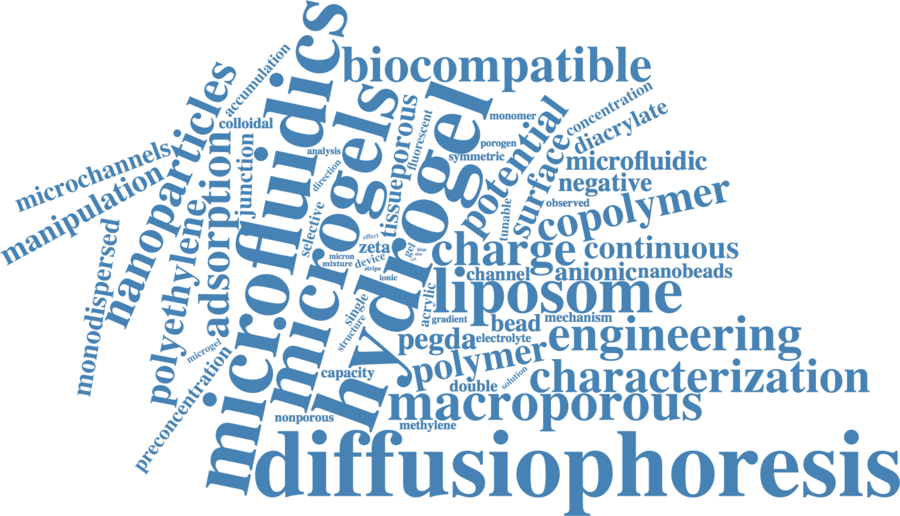 microfluidics
accumulation
biocompatible
nanoparticles
microgels
hydrogel
concentration
colloidal
tissue
porous
fluorescent
monomer
potential
diacrylate
microchannels
junction
analysis
porogen
symmetric
surface
microfluidic
manipulation
adsorption
direction
negative
copolymer
observed
tunable
polyethylene
selective
effect
zeta
gel
charge
continuous
monodispersed
micron
mixture
device
stripe
ionic
channel
anionic
nanobeads
liposome
single
acrylic
gradient
bead
mechanism
structure
microgel
pegda
electrolyte
engineering
preconcentration
capacity
polymer
double
solution
characterization
macroporous
nonporous
methylene
diffusiophoresis